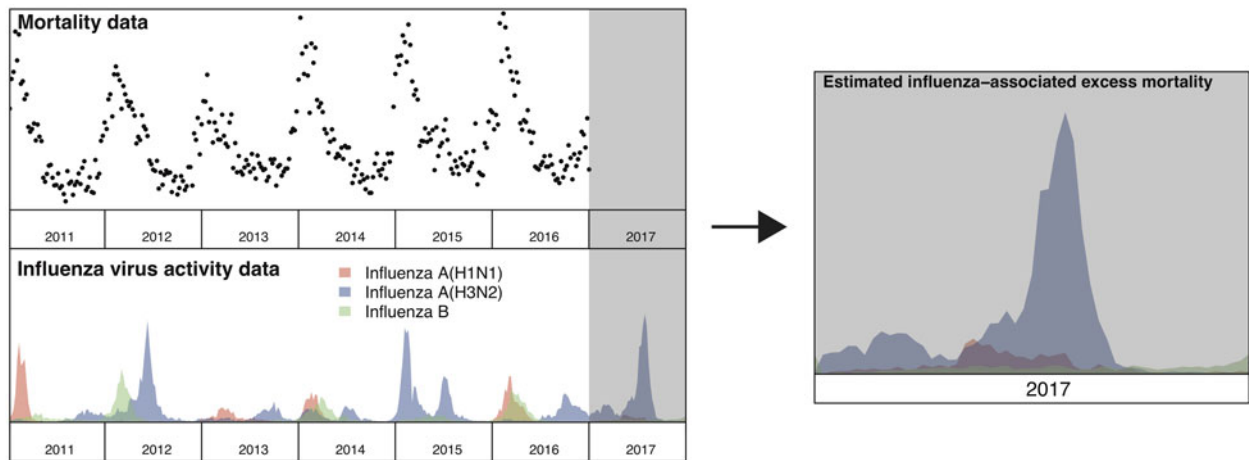 Mortality data
2011 2012 2013 2014 2015 2016 2017
Influenza virus activity data
Influenza A(H1N1)
Influenza A(H3N2)
Influenza B
2011 2012 2013 2014 2015 2016 2017
Estimated influenza−associated excess mortality
2017